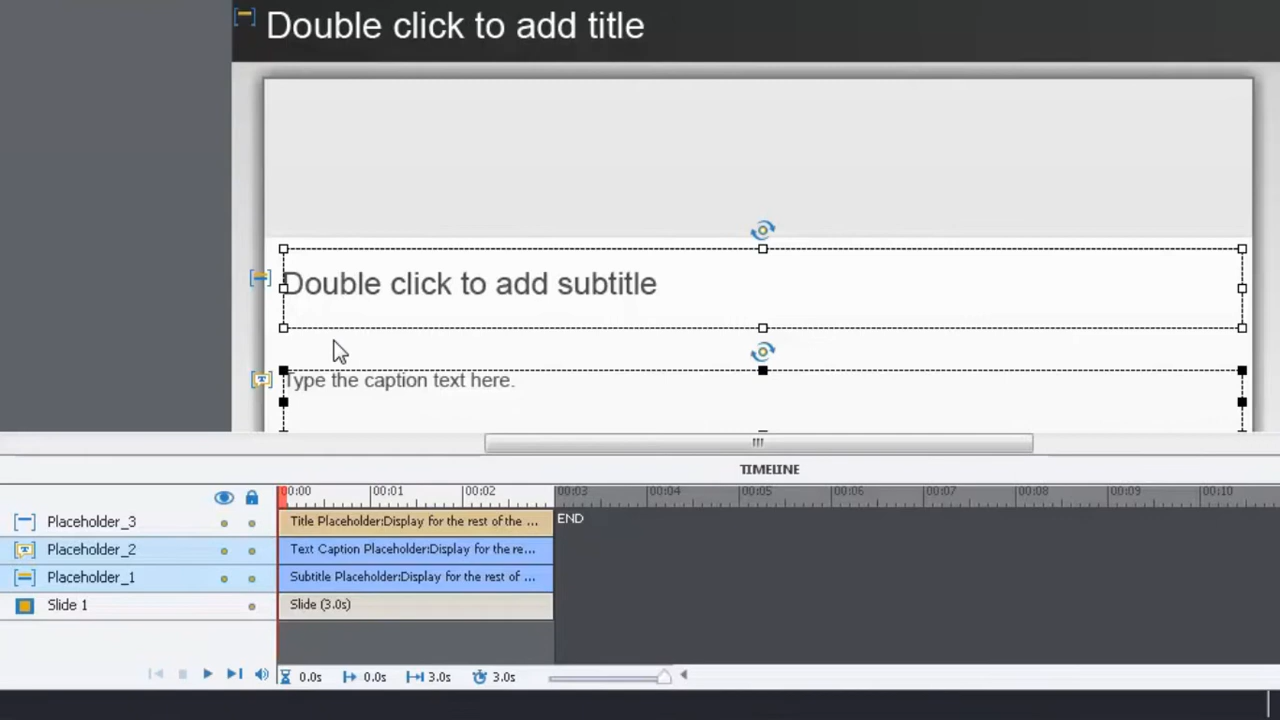 Double click to add title
Double click to add subtitle
Type the caption text here.
TIMELINE
00:00 00:01 00:02 00:03 00:04 00:05 00:06 00:07 00:08 00:09 00:10
Placeholder_3 Title Placeholder:Display for the rest of the ... END
Placeholder_2 Text Caption Placeholder:Display for the re...
Placeholder_1 Subtitle Placeholder:Display for the rest of ...
Slide 1 Slide (3.0s)
0.0s 0.0s 3.0s 3.0s